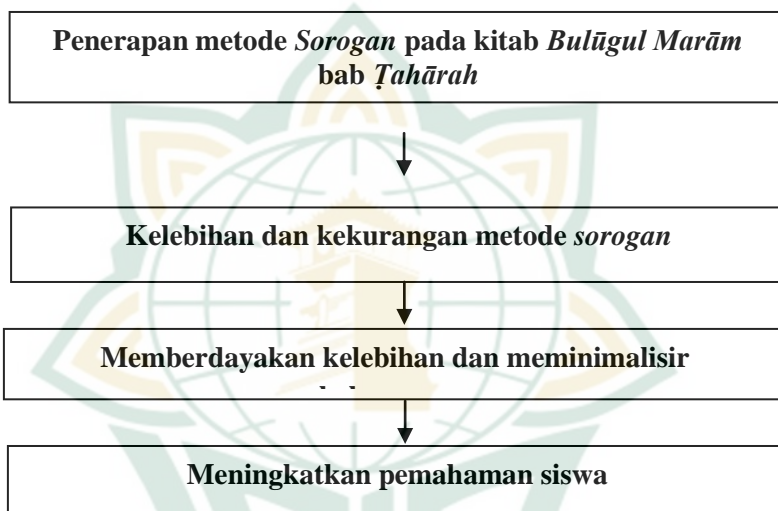 Penerapan metode Sorogan pada kitab Bulūgul Marām
bab Ṭahārah
Kelebihan dan kekurangan metode sorogan
Memberdayakan kelebihan dan meminimalisir
Meningkatkan pemahaman siswa